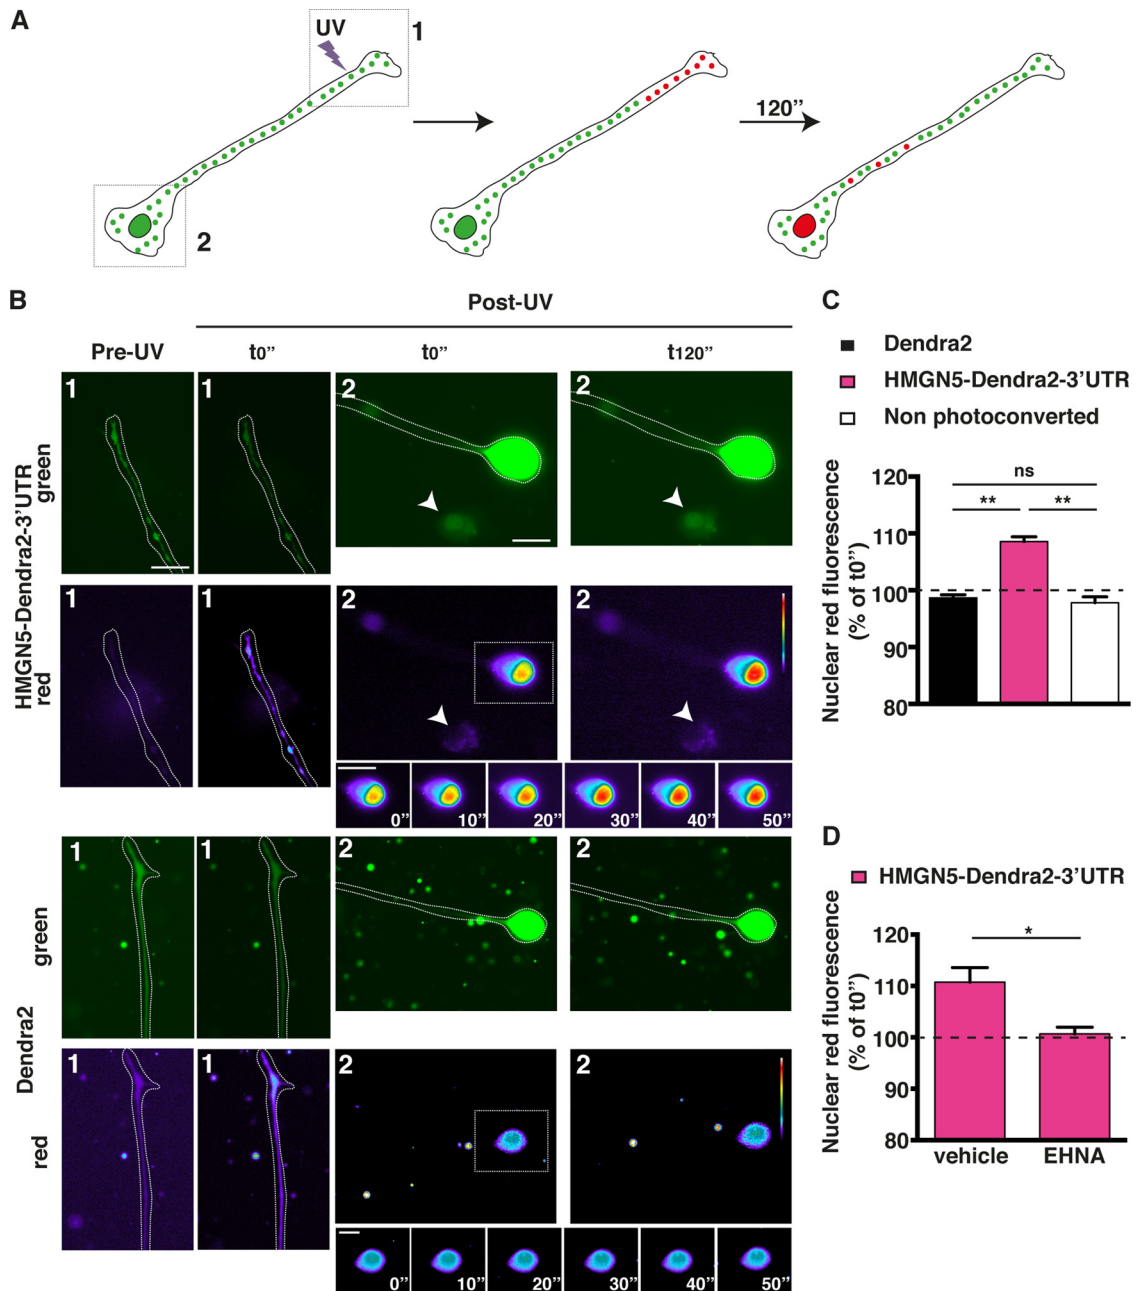 A
UV
1
2
120’’
B
Post-UV
Pre-UV
t0’’
t0’’
t120’’
HMGN5-Dendra2-3’UTR
green
1
1
2
2
red
1
1
2
2
0’’
10’’
20’’
30’’
40’’
50’’
Dendra2
green
1
1
2
2
red
1
1
2
2
0’’
10’’
20’’
30’’
40’’
50’’
C
Dendra2
HMGN5-Dendra2-3’UTR
Non photoconverted
Nuclear red fluorescence
(% of t0’’)
120
110
100
90
80
ns
**
**
D
HMGN5-Dendra2-3’UTR
Nuclear red fluorescence
(% of t0’’)
120
110
100
90
80
*
vehicle
EHNA